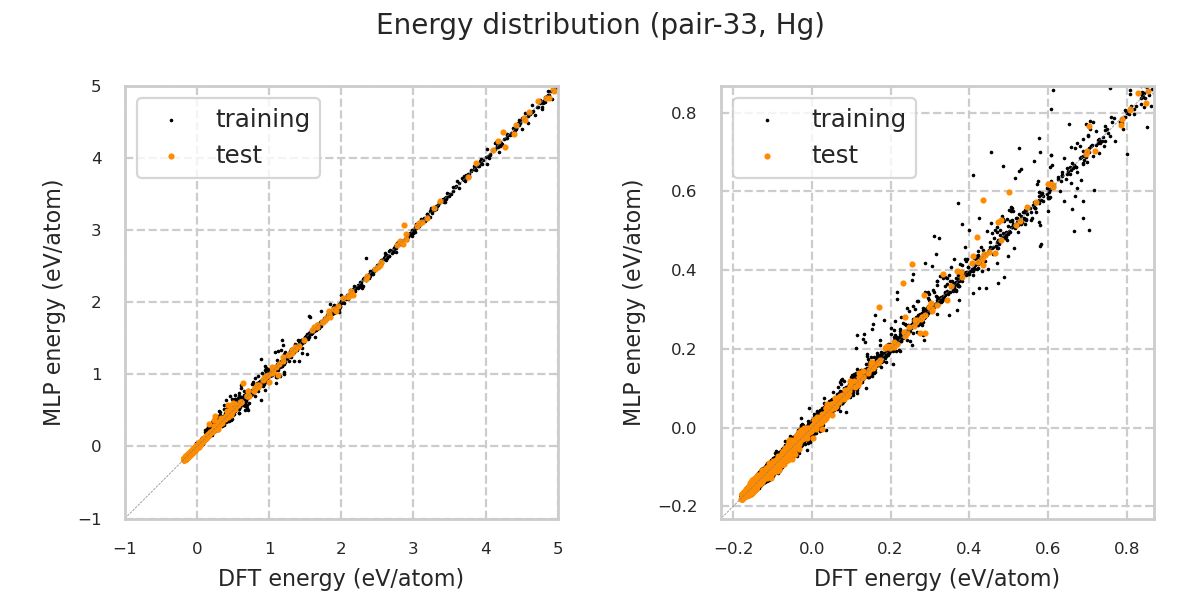 Energy distribution (pair-33, Hg)
MLP energy (eV/atom)
5
4
3
2
1
0
−1
training
test
−1 0 1 2 3 4 5
DFT energy (eV/atom)
MLP energy (eV/atom)
0.8
0.6
0.4
0.2
0.0
−0.2
training
test
−0.2 0.0 0.2 0.4 0.6 0.8
DFT energy (eV/atom)